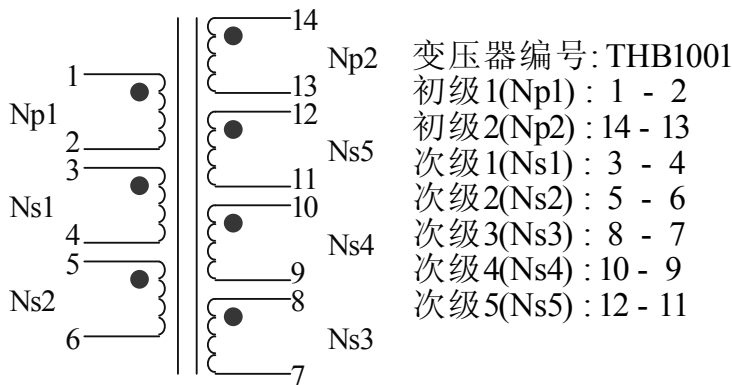 14
Np2
13
1
Np1
2
12
Ns5
11
3
Ns1
4
10
Ns4
9
5
Ns2
6
8
Ns3
7
变压器编号: THB1001
初级1(Np1) : 1 - 2
初级2(Np2) : 14 - 13
次级1(Ns1) : 3 - 4
次级2(Ns2) : 5 - 6
次级3(Ns3) : 8 - 7
次级4(Ns4) : 10 - 9
次级5(Ns5) : 12 - 11